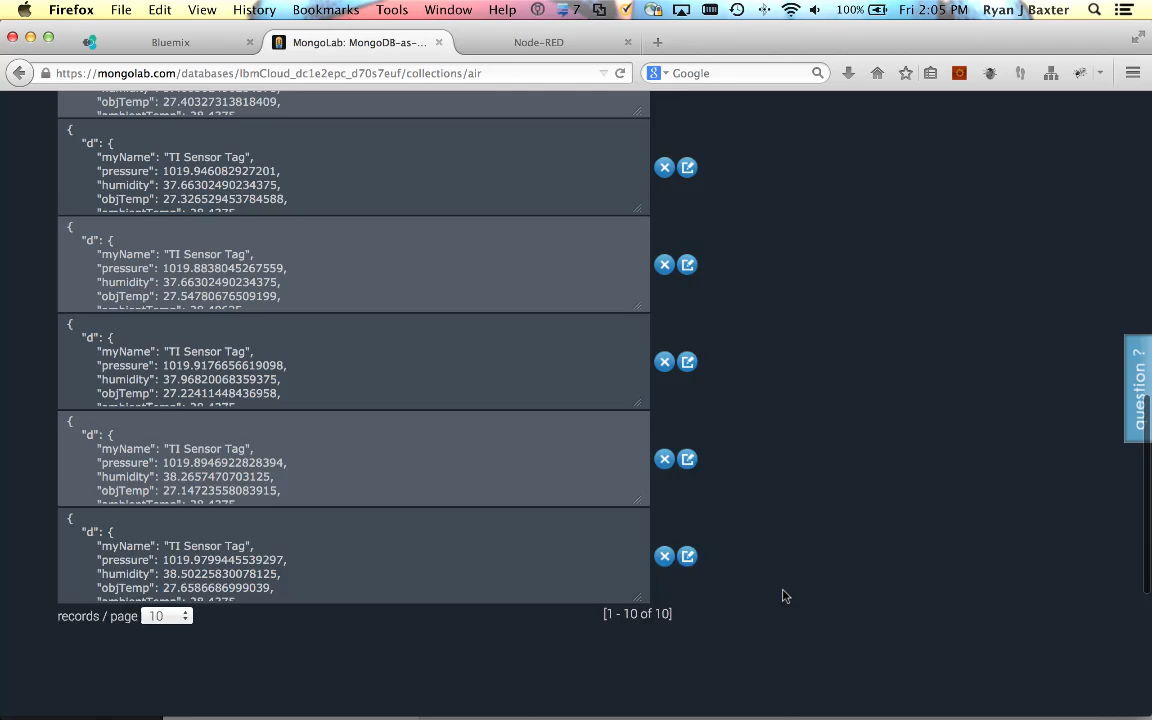 Firefox File Edit View History Bookmarks Tools Window Help 7 100% Fri 2:05 PM Ryan J Baxter
Bluemix MongoLab: MongoDB-as-... Node-RED
https://mongolab.com/databases/IbmCloud_dc1e2epc_d70s7euf/collections/air Google
"objTemp": 27.40327313818409,
{
"d": {
"myName": "TI Sensor Tag",
"pressure": 1019.946082927201,
"humidity": 37.66302490234375,
"objTemp": 27.326529453784588,
"ambientTemp": 28.4375
{
"d": {
"myName": "TI Sensor Tag",
"pressure": 1019.8838045267559,
"humidity": 37.66302490234375,
"objTemp": 27.54780676509199,
{
"d": {
"myName": "TI Sensor Tag",
"pressure": 1019.9176656619098,
"humidity": 37.96820068359375,
"objTemp": 27.22411448436958,
{
"d": {
"myName": "TI Sensor Tag",
"pressure": 1019.8946922828394,
"humidity": 38.2657470703125,
"objTemp": 27.14723558083915,
{
"d": {
"myName": "TI Sensor Tag",
"pressure": 1019.9799445539297,
"humidity": 38.50225830078125,
"objTemp": 27.6586686999039,
records / page 10 [1 - 10 of 10]
question ?